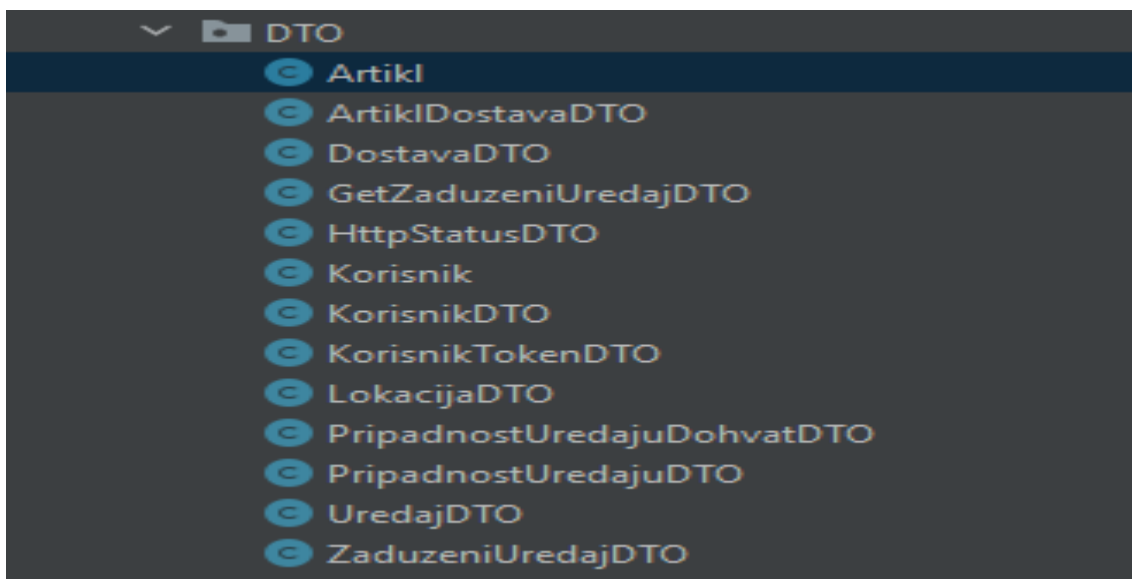 DTO
Artikl
ArtiklDostavaDTO
DostavaDTO
GetZaduzeniUredajDTO
HttpStatusDTO
Korisnik
KorisnikDTO
KorisnikTokenDTO
LokacijaDTO
PripadnostUredajuDohvatDTO
PripadnostUredajuDTO
UredajDTO
ZaduzeniUredajDTO